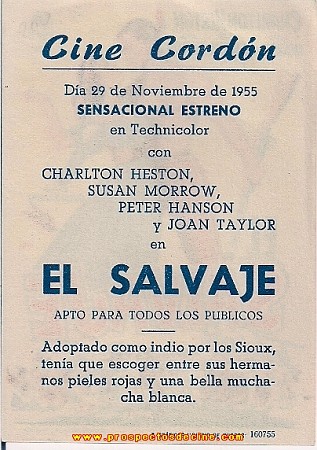 Cine Cordón
Día 29 de Noviembre de 1955
SENSACIONAL ESTRENO
en Technicolor
con
CHARLTON HESTON,
SUSAN MORROW,
PETER HANSON
y JOAN TAYLOR
en
EL SALVAJE
APTO PARA TODOS LOS PUBLICOS
Adoptado como indio por los Sioux,
tenía que escoger entre sus herma-
nos pieles rojas y una bella mucha-
cha blanca.
160755
www.prospectosdecine.com